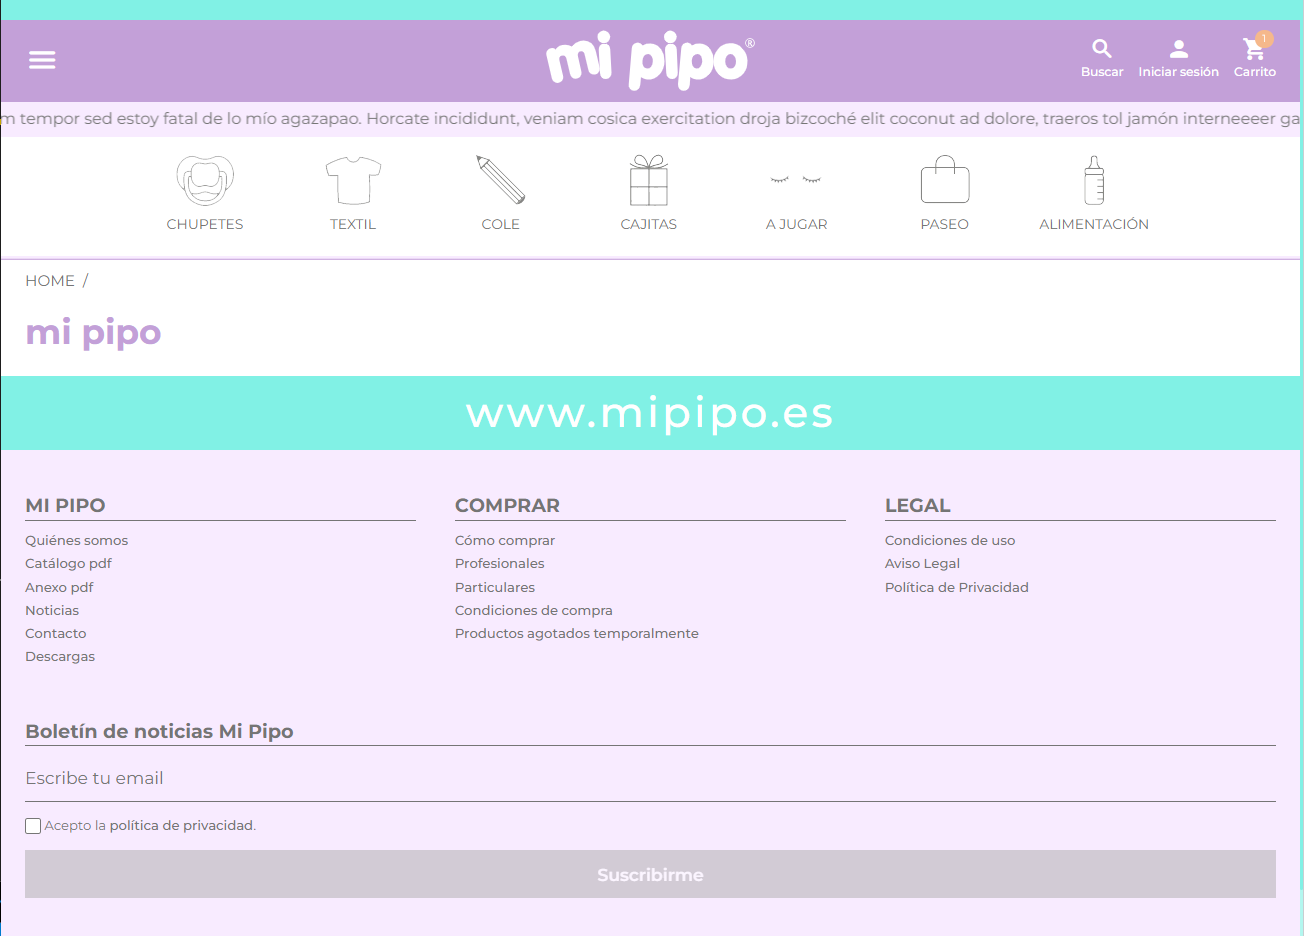 mi pipo®
Buscar
Iniciar sesión
1
Carrito
tempor sed estoy fatal de lo mío agazapao. Horcate incididunt, veniam cosica exercitation droja bizcoché elit coconut ad dolore, traeros tol jamón interneeeer
CHUPETES
TEXTIL
COLE
CAJITAS
A JUGAR
PASEO
ALIMENTACIÓN
HOME /
mi pipo
www.mipipo.es
MI PIPO
Quiénes somos
Catálogo pdf
Anexo pdf
Noticias
Contacto
Descargas
COMPRAR
Cómo comprar
Profesionales
Particulares
Condiciones de compra
Productos agotados temporalmente
LEGAL
Condiciones de uso
Aviso Legal
Política de Privacidad
Boletín de noticias Mi Pipo
Escribe tu email
Acepto la política de privacidad.
Suscribirme